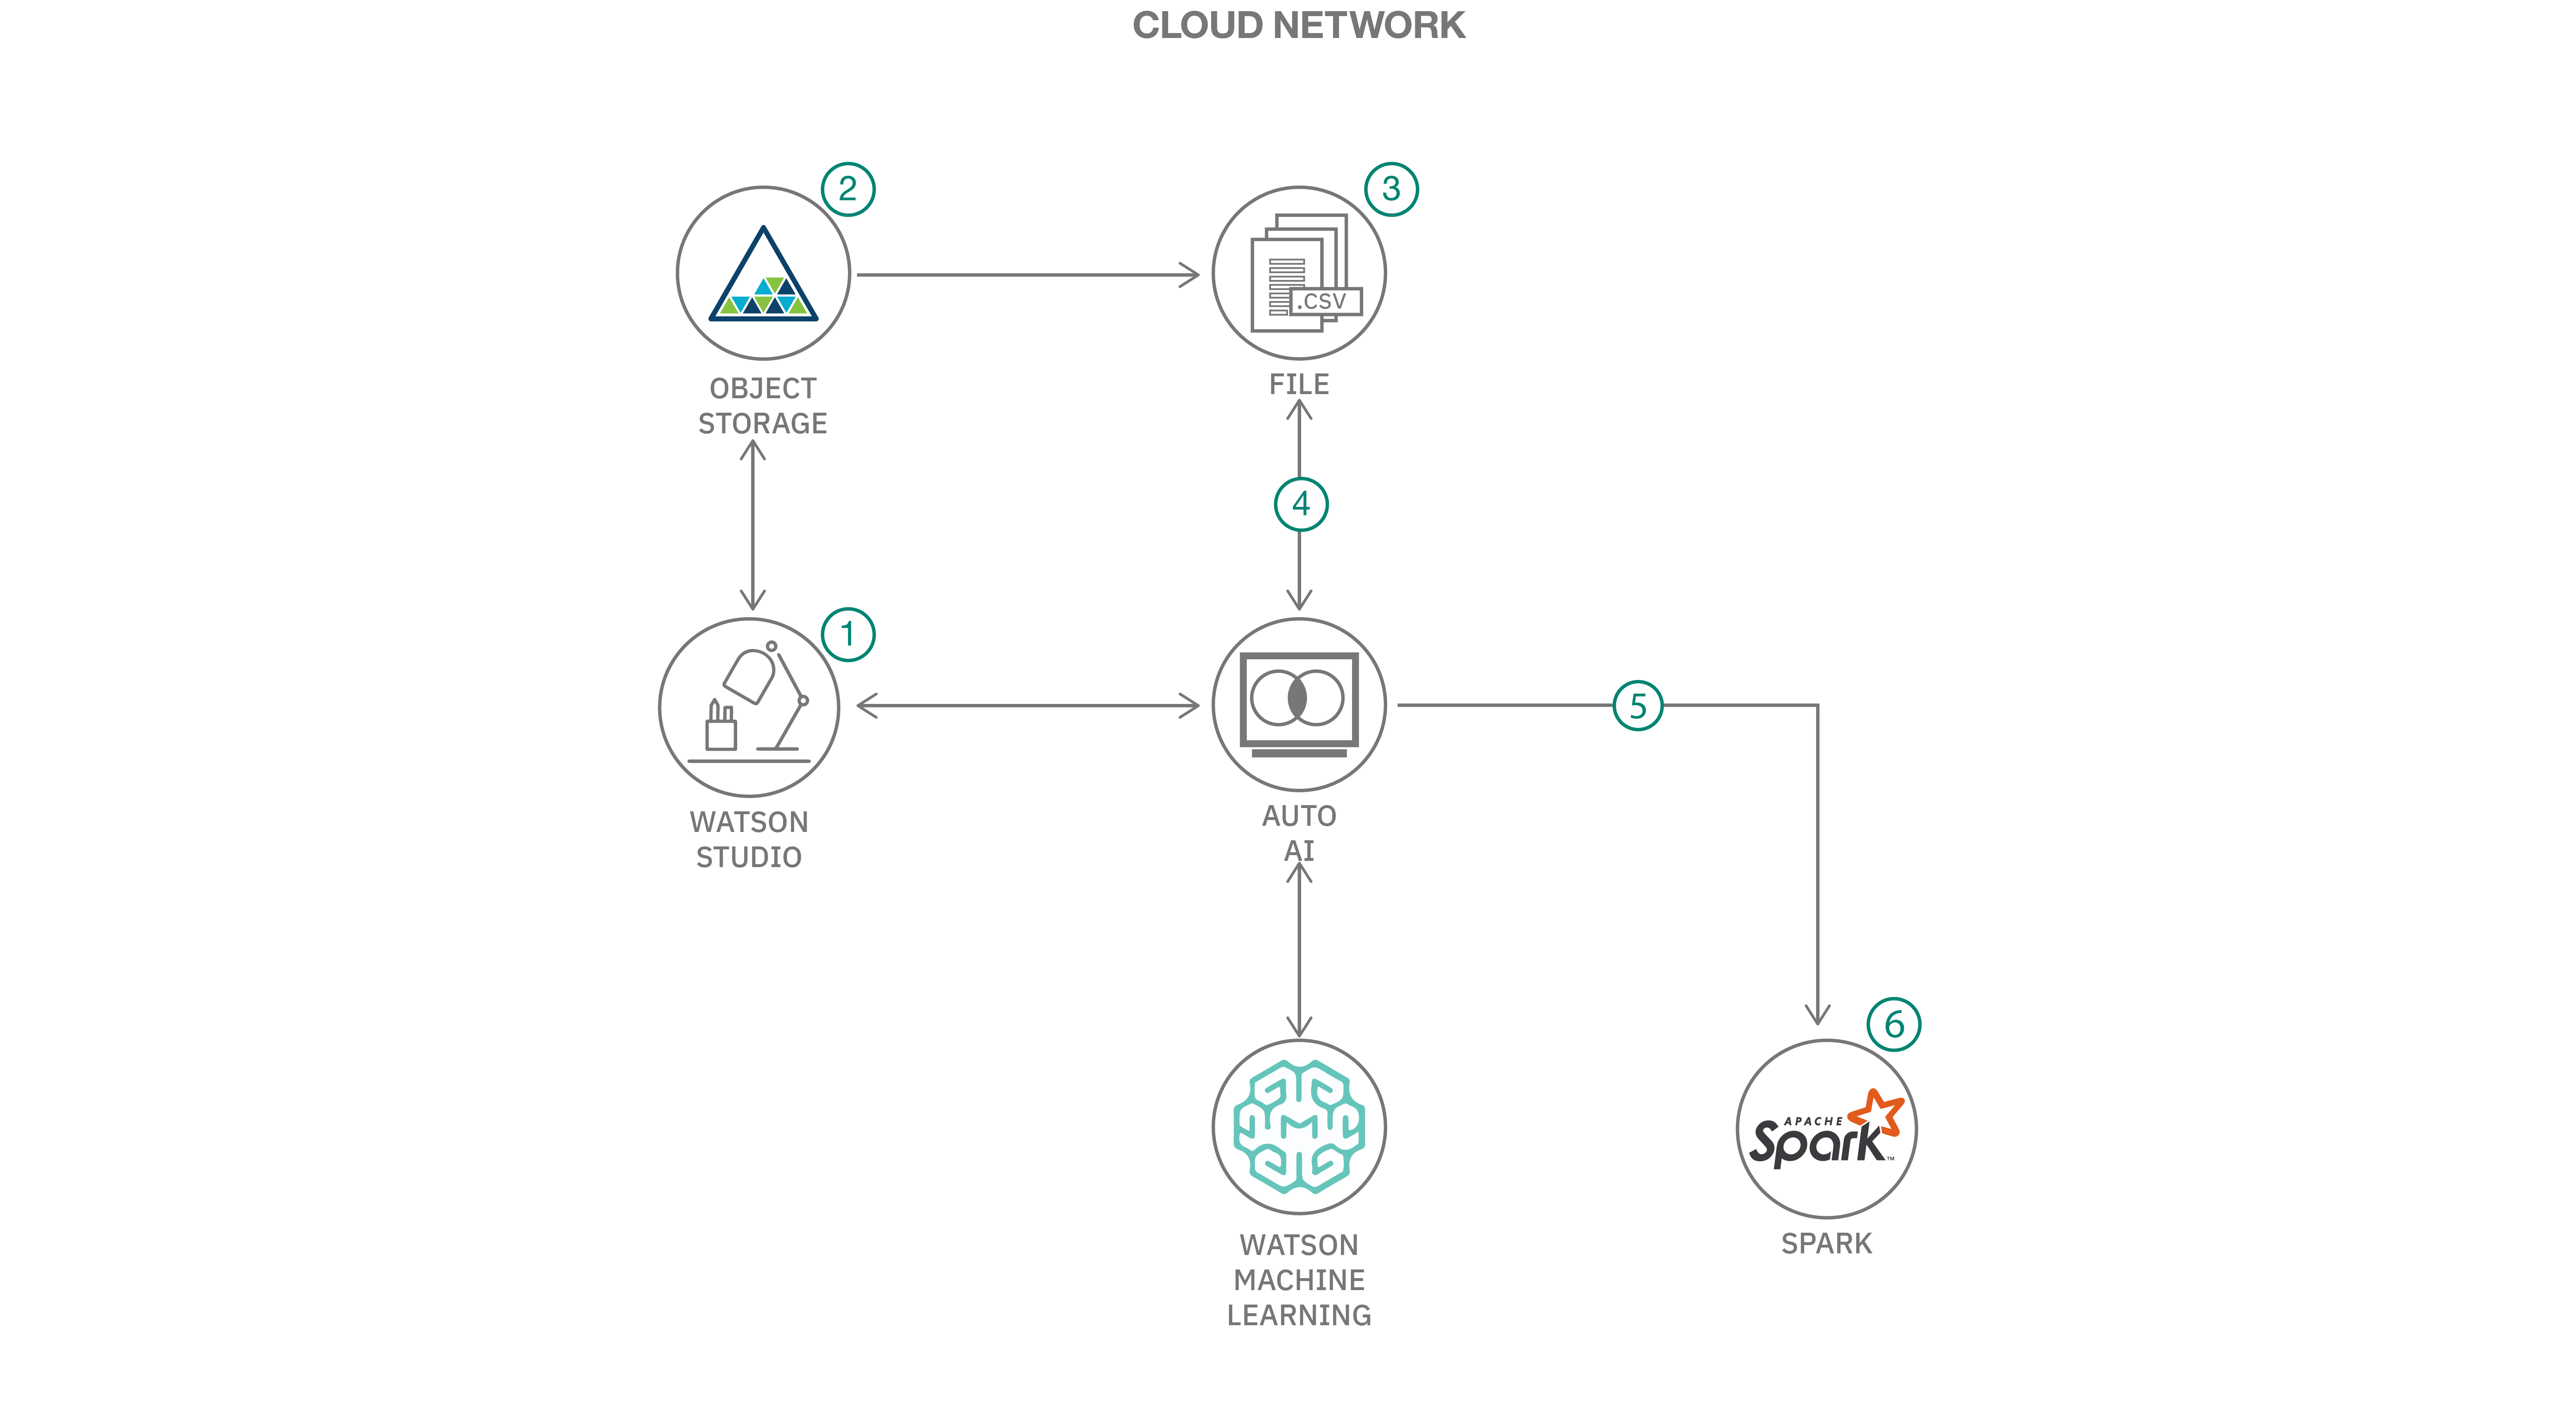 CLOUD NETWORK
2
3
.CSV
OBJECT
STORAGE
FILE
4
1
5
WATSON
STUDIO
AUTO
AI
6
APACHE
Spark™
WATSON
MACHINE
LEARNING
SPARK